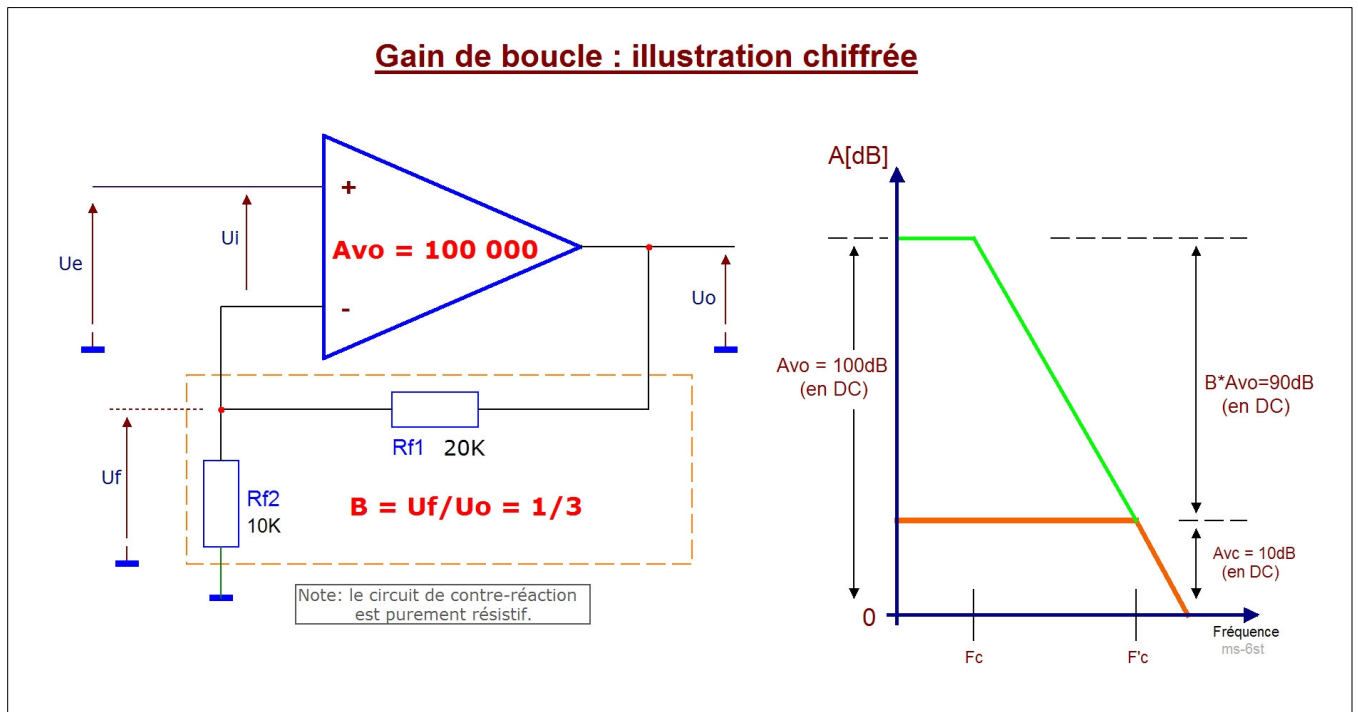 Gain de boucle : illustration chiffrée
A[dB]
+
Ui
Avo = 100 000
Ue
-
Uo
Avo = 100dB
(en DC)
B*Avo=90dB
(en DC)
Rf1
20K
Uf
Rf2
10K
B = Uf/Uo = 1/3
Avc = 10dB
(en DC)
Note: le circuit de contre-réaction
est purement résistif.
0
Fréquence
ms-6st
Fc
F'c